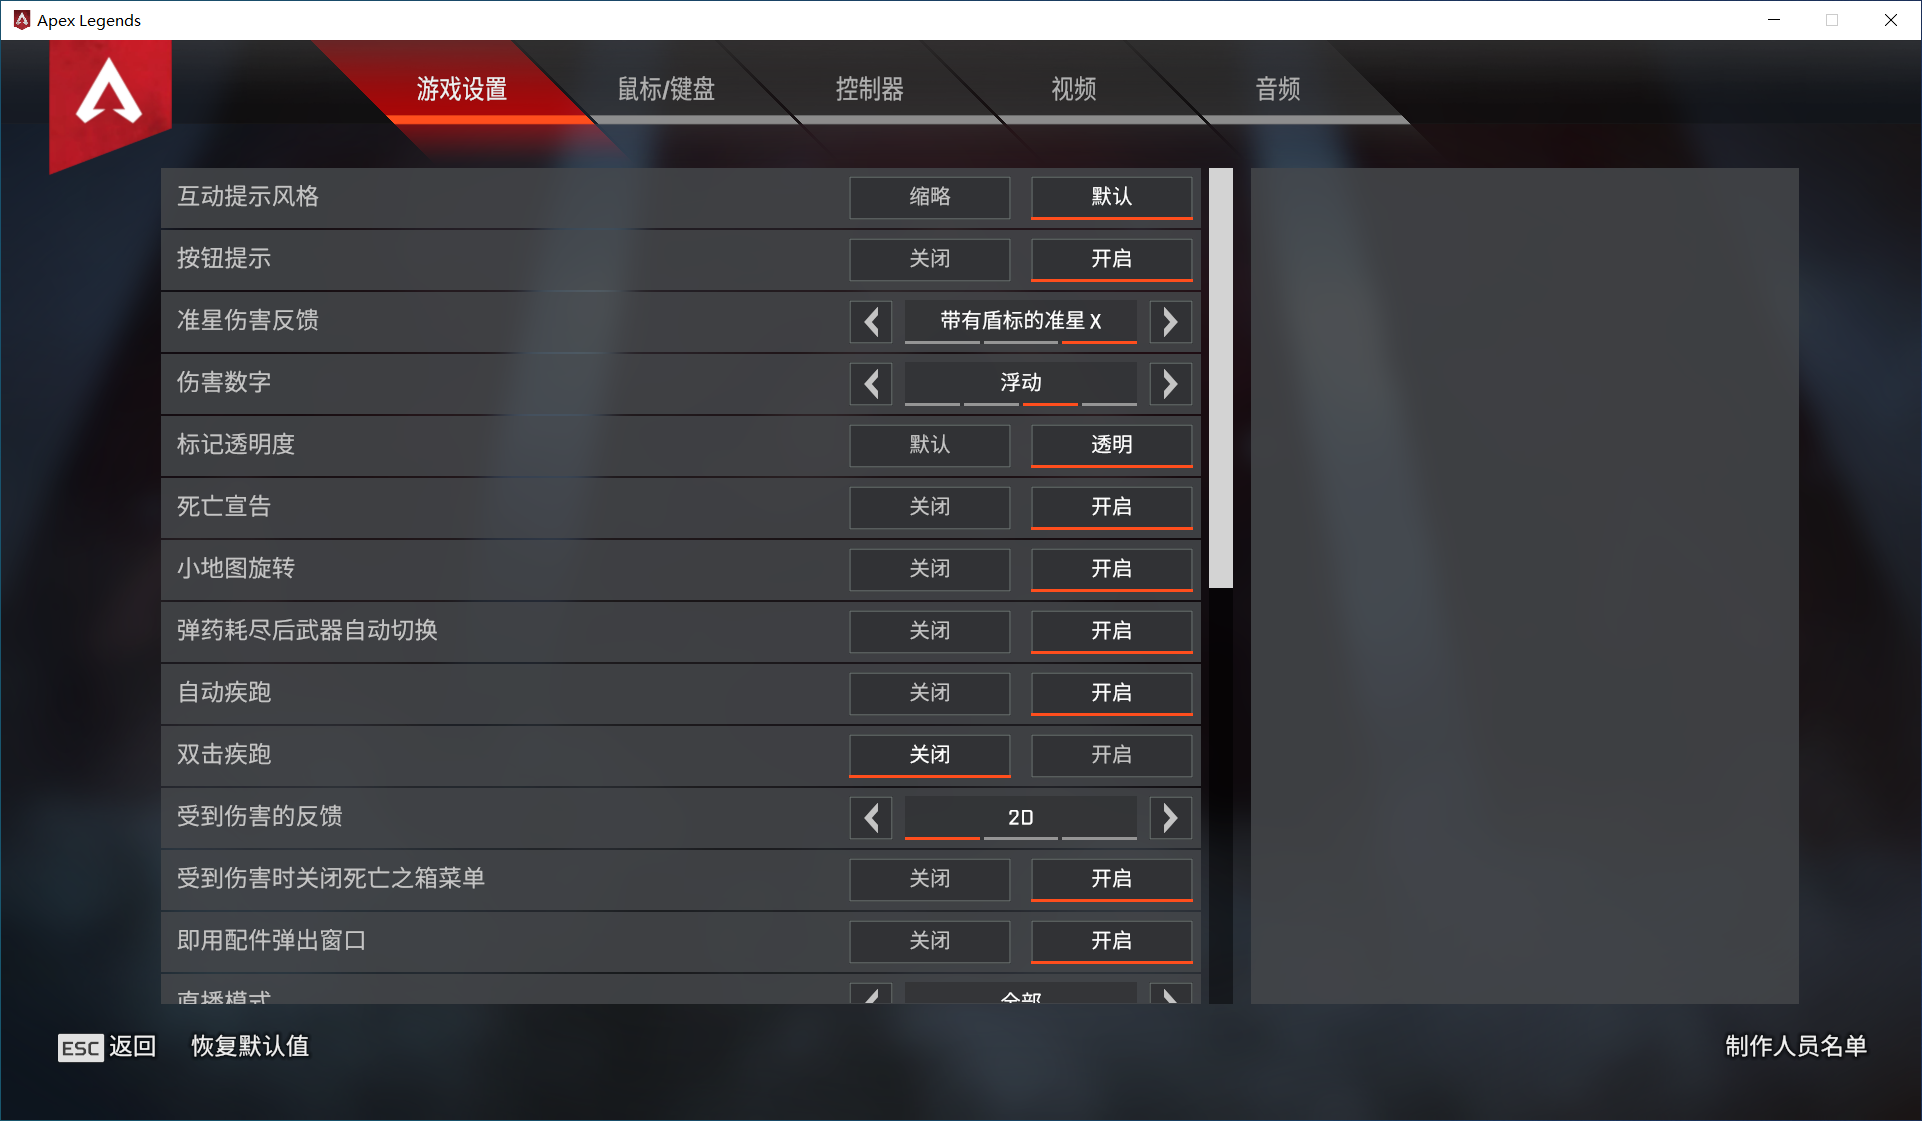 Apex Legends
游戏设置 鼠标/键盘 控制器 视频 音频
互动提示风格 缩略 默认
按钮提示 关闭 开启
准星伤害反馈 带有盾标的准星 X
伤害数字 浮动
标记透明度 默认 透明
死亡宣告 关闭 开启
小地图旋转 关闭 开启
弹药耗尽后武器自动切换 关闭 开启
自动疾跑 关闭 开启
双击疾跑 关闭 开启
受到伤害的反馈 2D
受到伤害时关闭死亡之箱菜单 关闭 开启
即用配件弹出窗口 关闭 开启
直播模式 全部
ESC 返回 恢复默认值 制作人员名单